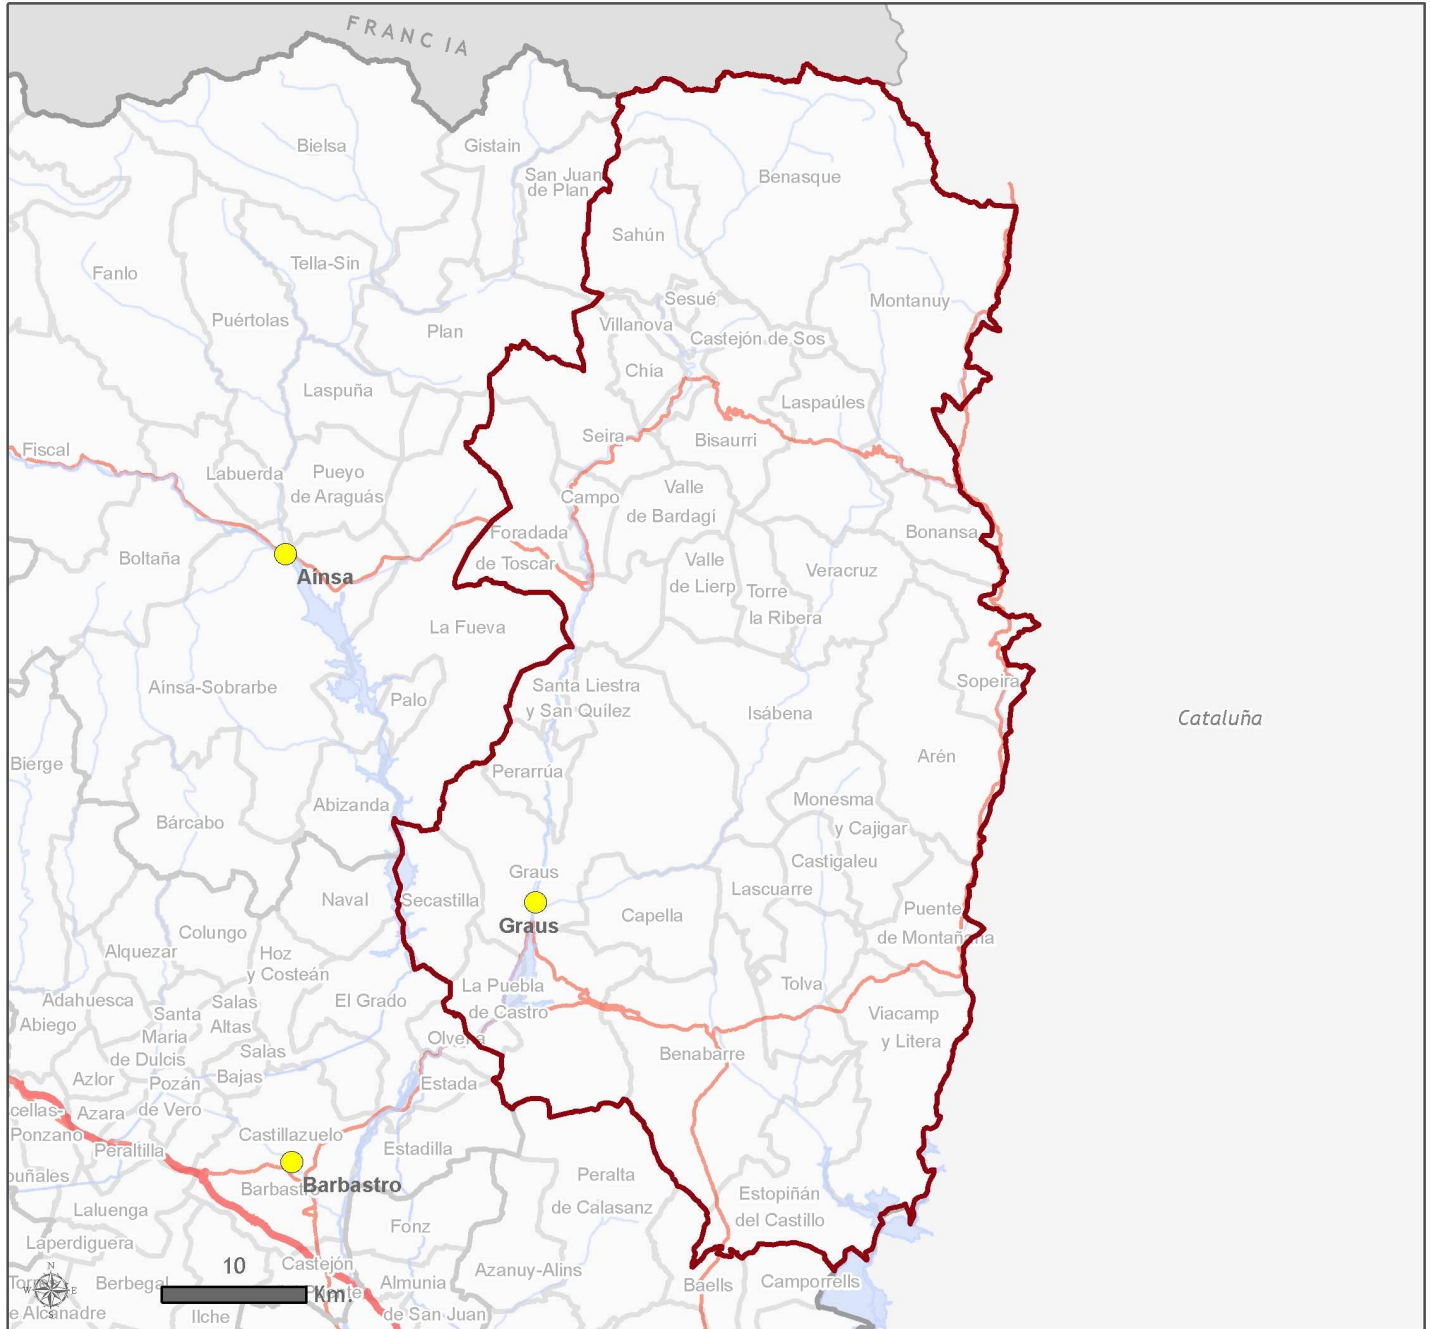 FRANCIA
Bielsa
Gistain
San Juan
de Plan
Benasque
Sahún
Fanlo
Tella-Sin
Sesué
Montanuy
Puértolas
Plan
Villanova
Castejón de Sos
Chía
Laspuña
Laspaúles
Fiscal
Seira
Bisaurri
Labuerda
Pueyo
de Araguás
Campo
Valle
de Bardagí
Foradada
de Toscar
Bonansa
Boltaña
Aínsa
Valle
de Lierp
Torre
la Ribera
Veracruz
La Fueva
Aínsa-Sobrarbe
Palo
Santa Liestra
y San Quílez
Isábena
Sopeira
Cataluña
Bierge
Perarrúa
Arén
Abizanda
Bárcabo
Monesma
y Cajigar
Castigaleu
Graus
Naval
Secastilla
Lascuarre
Graus
Capella
Puente
de Montañana
Colungo
Alquezar
Hoz
y Costeán
La Puebla
de Castro
Tolva
Adahuesca
Abiego
Salas
Altas
El Grado
Viacamp
y Litera
Santa
Maria
de Dulcis
Olvena
Salas
Bajas
Benabarre
Azlor
Pozán
de Vero
Estada
cellas-
Ponzano
Azara
Peraltilla
Castillazuelo
Estadilla
buñales
Barbastro
Barbastro
Peralta
de Calasanz
Estopiñán
del Castillo
Laluenga
Fonz
Laperdiguera
10
Km.
N
W
E
S
Berbegal
Castejón
Almunia
de San Juan
Azanuy-Alins
Baells
Camporrells
e Alcanadre
Ilche